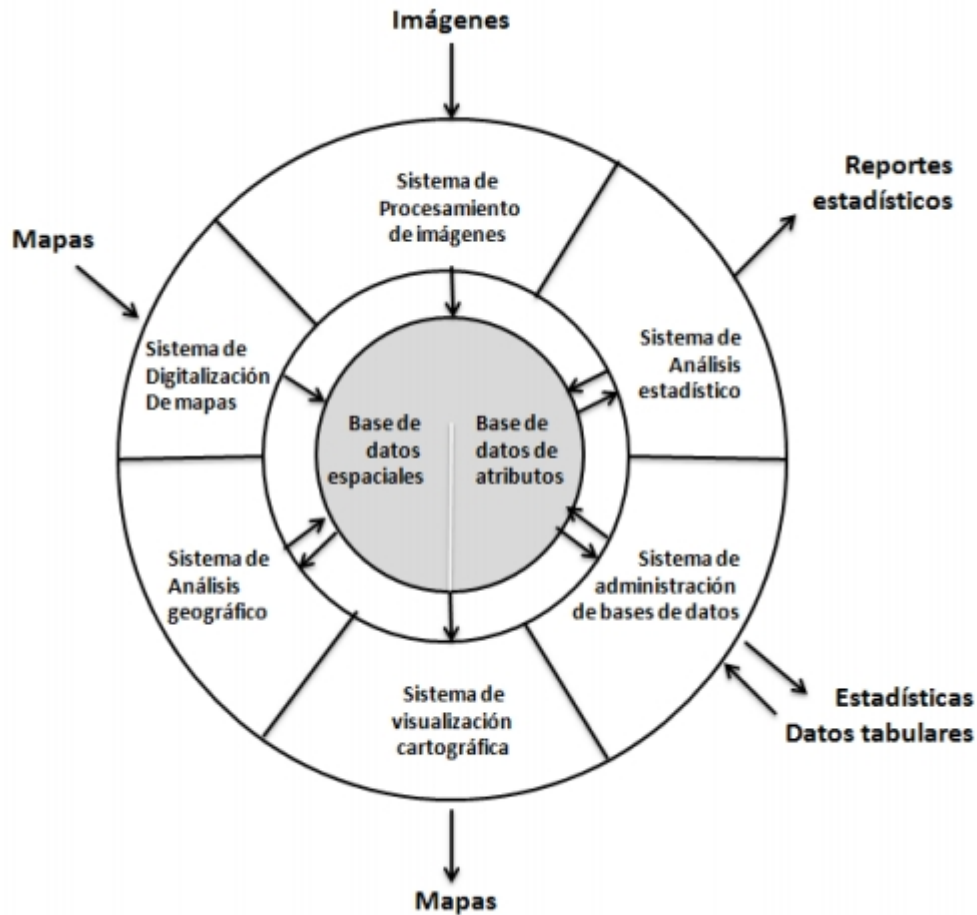 Imágenes
Sistema de
Procesamiento
de imágenes
Reportes
estadísticos
Mapas
Sistema de
Digitalización
De mapas
Sistema de
Análisis
estadístico
Base de
datos
espaciales
Base de
datos de
atributos
Sistema de
Análisis
geográfico
Sistema de
administración
de bases de datos
Sistema de
visualización
cartográfica
Estadísticas
Datos tabulares
Mapas